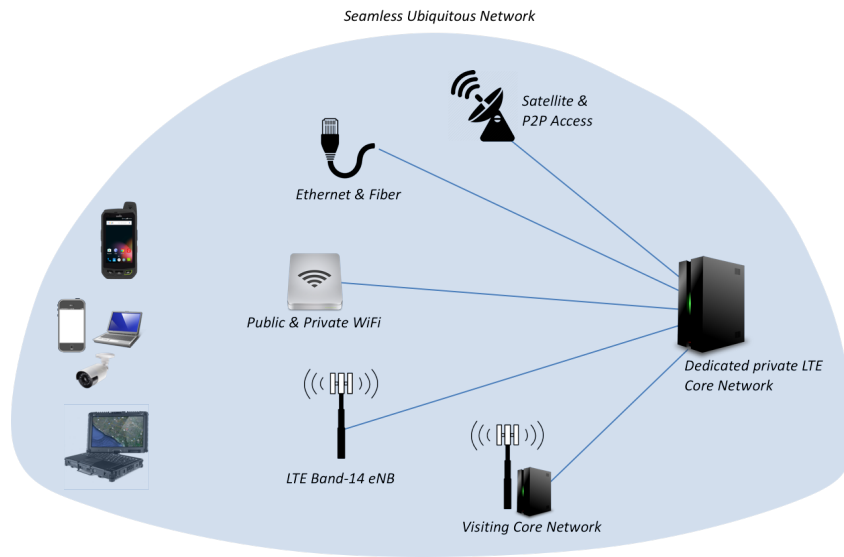 Seamless Ubiquitous Network
Satellite &
P2P Access
Ethernet & Fiber
Public & Private WiFi
Dedicated private LTE
Core Network
LTE Band-14 eNB
Visiting Core Network